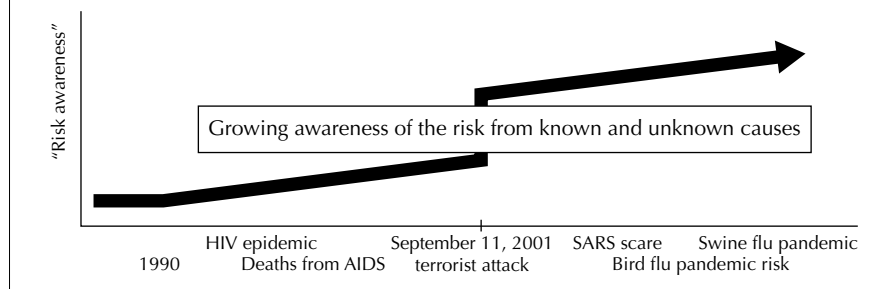 “Risk awareness”
Growing awareness of the risk from known and unknown causes
HIV epidemic
September 11, 2001
SARS scare
Swine flu pandemic
1990
Deaths from AIDS
terrorist attack
Bird flu pandemic risk